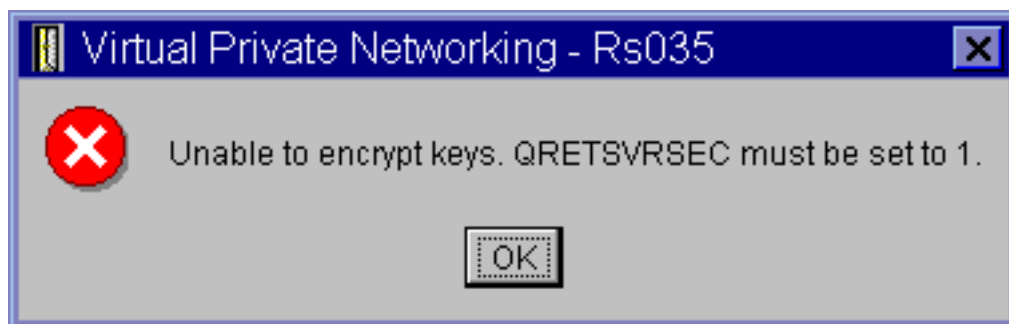 Virtual Private Networking - Rs035
Unable to encrypt keys. QRETSVRSEC must be set to 1.
OK